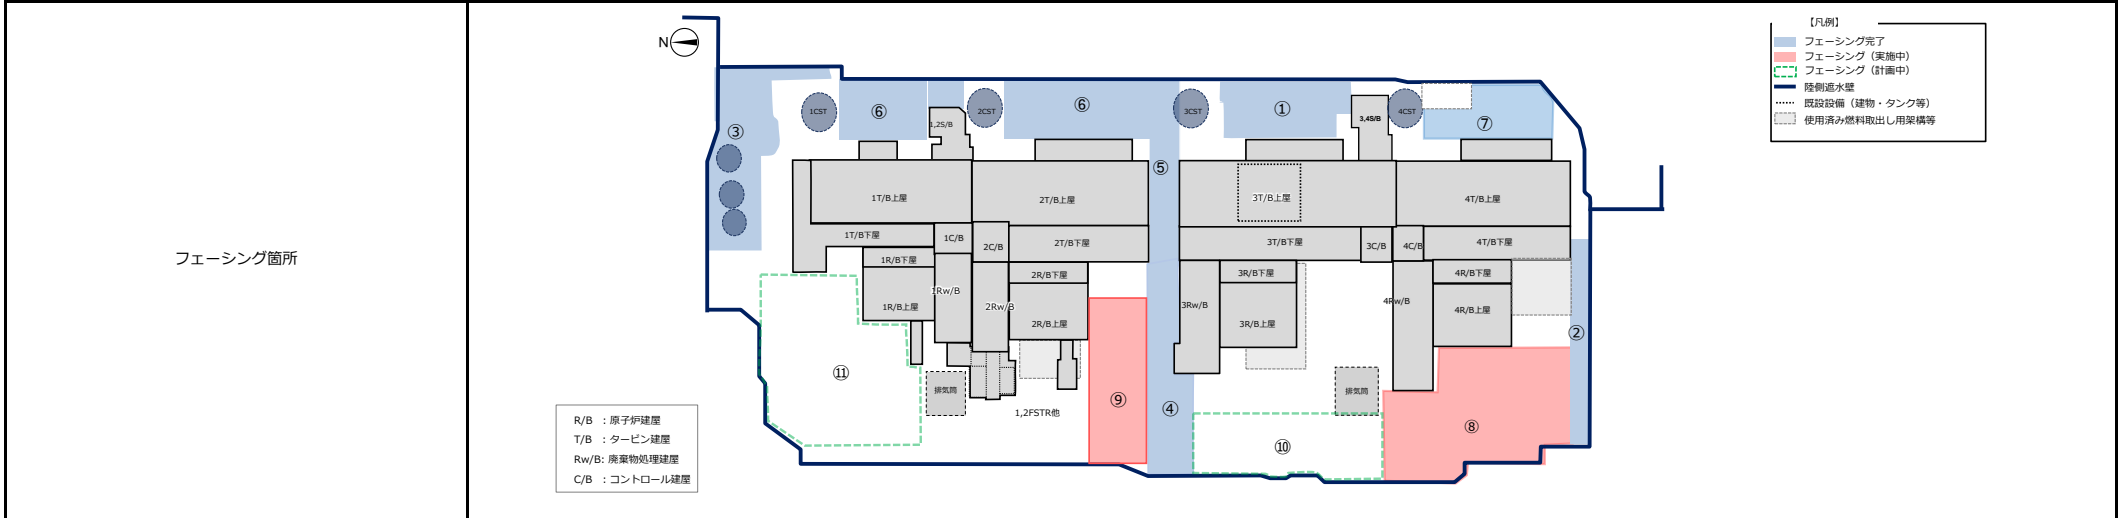 フェーシング箇所
N
【凡例】
フェーシング完了
フェーシング（実施中）
フェーシング（計画中）
陸側遮水壁
既設設備（建物・タンク等）
使用済み燃料取出し用架構等
③
1CST
⑥
1,2S/B
2CST
⑥
3CST
①
3,4S/B
4CST
⑦
⑤
1T/B上屋
2T/B上屋
3T/B上屋
4T/B上屋
1T/B下屋
1C/B
2C/B
2T/B下屋
3T/B下屋
3C/B
4C/B
4T/B下屋
1R/B下屋
2R/B下屋
3R/B下屋
4R/B下屋
1R/B上屋
1Rw/B
2Rw/B
2R/B上屋
3Rw/B
3R/B上屋
4Rw/B
4R/B上屋
②
⑪
排気筒
1,2FSTR他
⑨
④
排気筒
⑩
⑧
R/B ：原子炉建屋
T/B ：タービン建屋
Rw/B: 廃棄物処理建屋
C/B ：コントロール建屋